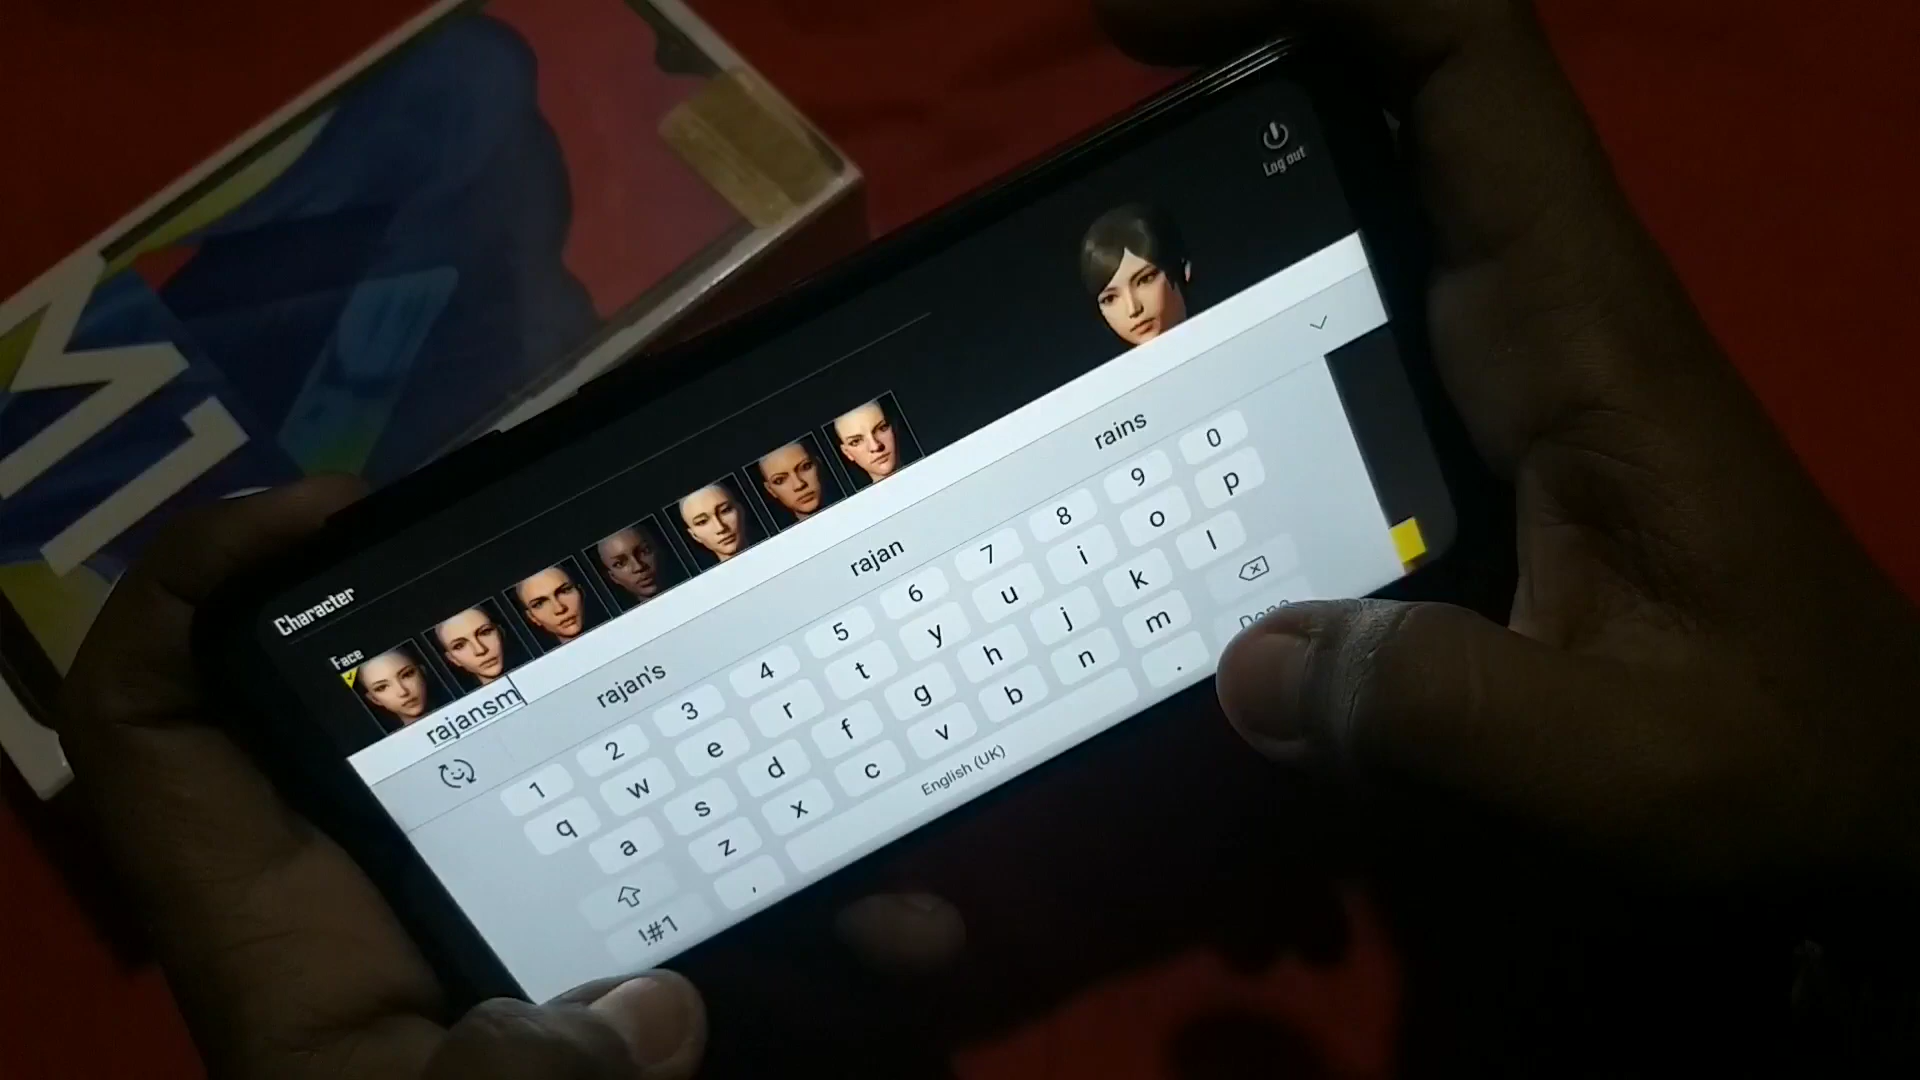 Log out
Character
Face
rajansm
rajan's rajan rains
1 2 3 4 5 6 7 8 9 0
q w e r t y u i o p
a s d f g h j k l
z x c v b n m
!#1 , English (UK) .